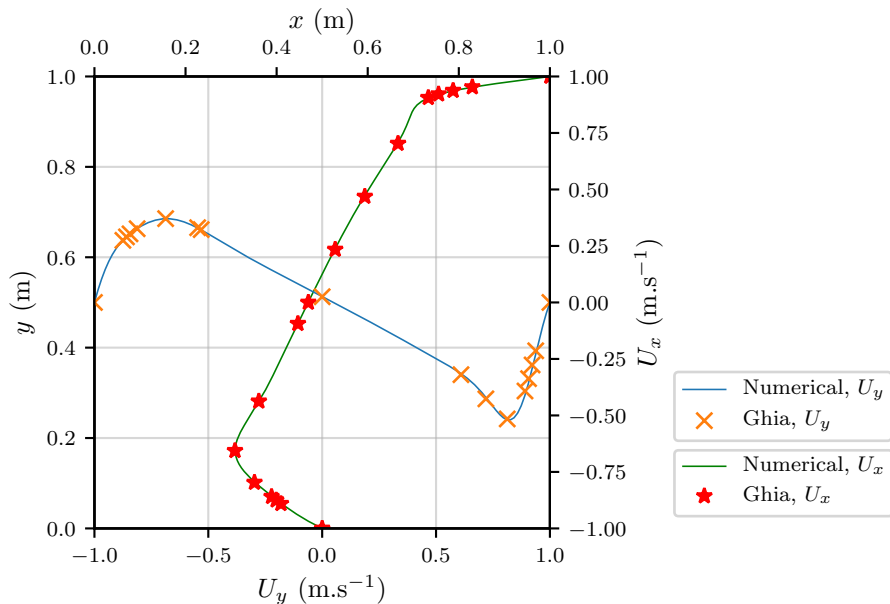 x (m)
0.0 0.2 0.4 0.6 0.8 1.0
1.0
0.8
0.6
0.4
0.2
0.0
y (m)
1.00
0.75
0.50
0.25
0.00
−0.25
−0.50
−0.75
−1.00
U_x (m.s⁻¹)
−1.0 −0.5 0.0 0.5 1.0
U_y (m.s⁻¹)
Numerical, U_y
Ghia, U_y
Numerical, U_x
Ghia, U_x